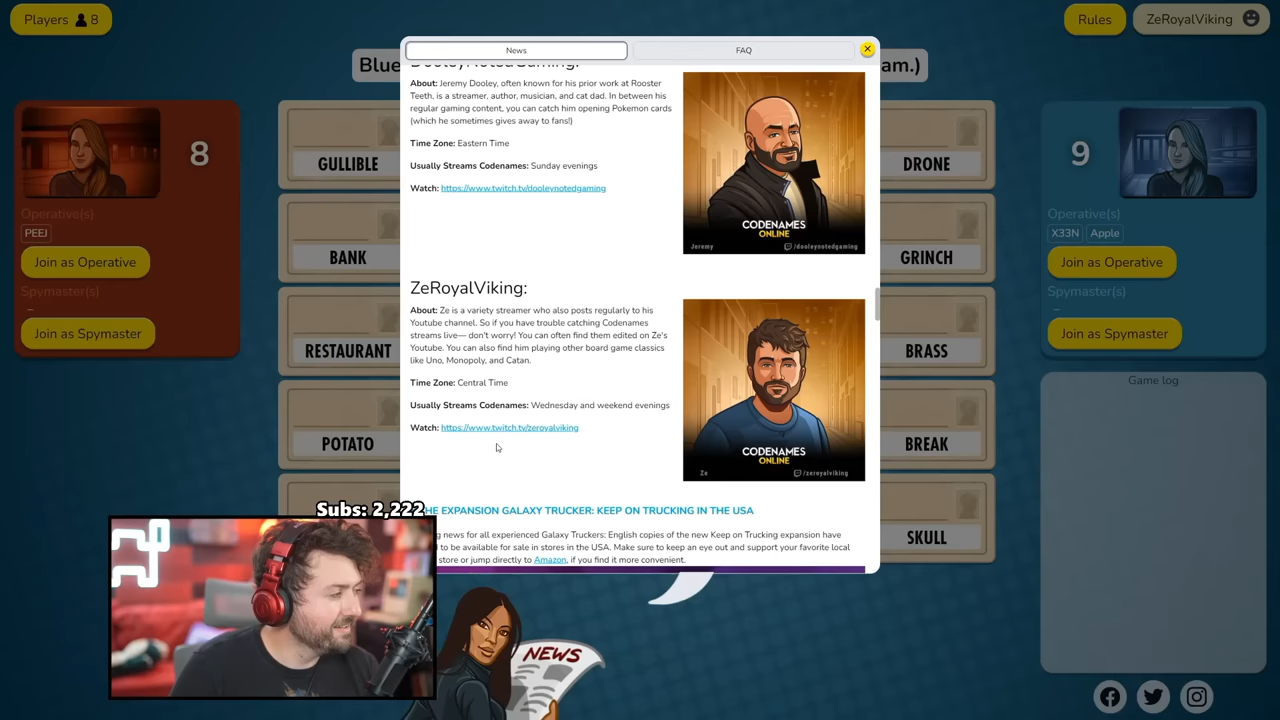 Players 8
Rules
ZeRoyalViking
Blue
am.)
News
FAQ
DooleyNotedGaming:
About: Jeremy Dooley, often known for his prior work at Rooster
Teeth, is a streamer, author, musician, and cat dad. In between his
regular gaming content, you can catch him opening Pokemon cards
(which he sometimes gives away to fans!)
Time Zone: Eastern Time
Usually Streams Codenames: Sunday evenings
Watch: https://www.twitch.tv/dooleynotedgaming
CODENAMES
ONLINE
Jeremy
/dooleynotedgaming
ZeRoyalViking:
About: Ze is a variety streamer who also posts regularly to his
Youtube channel. So if you have trouble catching Codenames
streams live— don't worry! You can often find them edited on Ze's
Youtube. You can also find him playing other board game classics
like Uno, Monopoly, and Catan.
Time Zone: Central Time
Usually Streams Codenames: Wednesday and weekend evenings
Watch: https://www.twitch.tv/zeroyalviking
CODENAMES
ONLINE
Ze
/zeroyalviking
HE EXPANSION GALAXY TRUCKER: KEEP ON TRUCKING IN THE USA
g news for all experienced Galaxy Truckers: English copies of the new Keep on Trucking expansion have
d to be available for sale in stores in the USA. Make sure to keep an eye out and support your favorite local
store or jump directly to Amazon, if you find it more convenient.
8
Operative(s)
PEEJ
Join as Operative
Spymaster(s)
–
Join as Spymaster
GULLIBLE
BANK
RESTAURANT
POTATO
DRONE
GRINCH
BRASS
BREAK
SKULL
9
Operative(s)
X33N Apple
Join as Operative
Spymaster(s)
–
Join as Spymaster
Game log
Subs: 2,222
NEWS